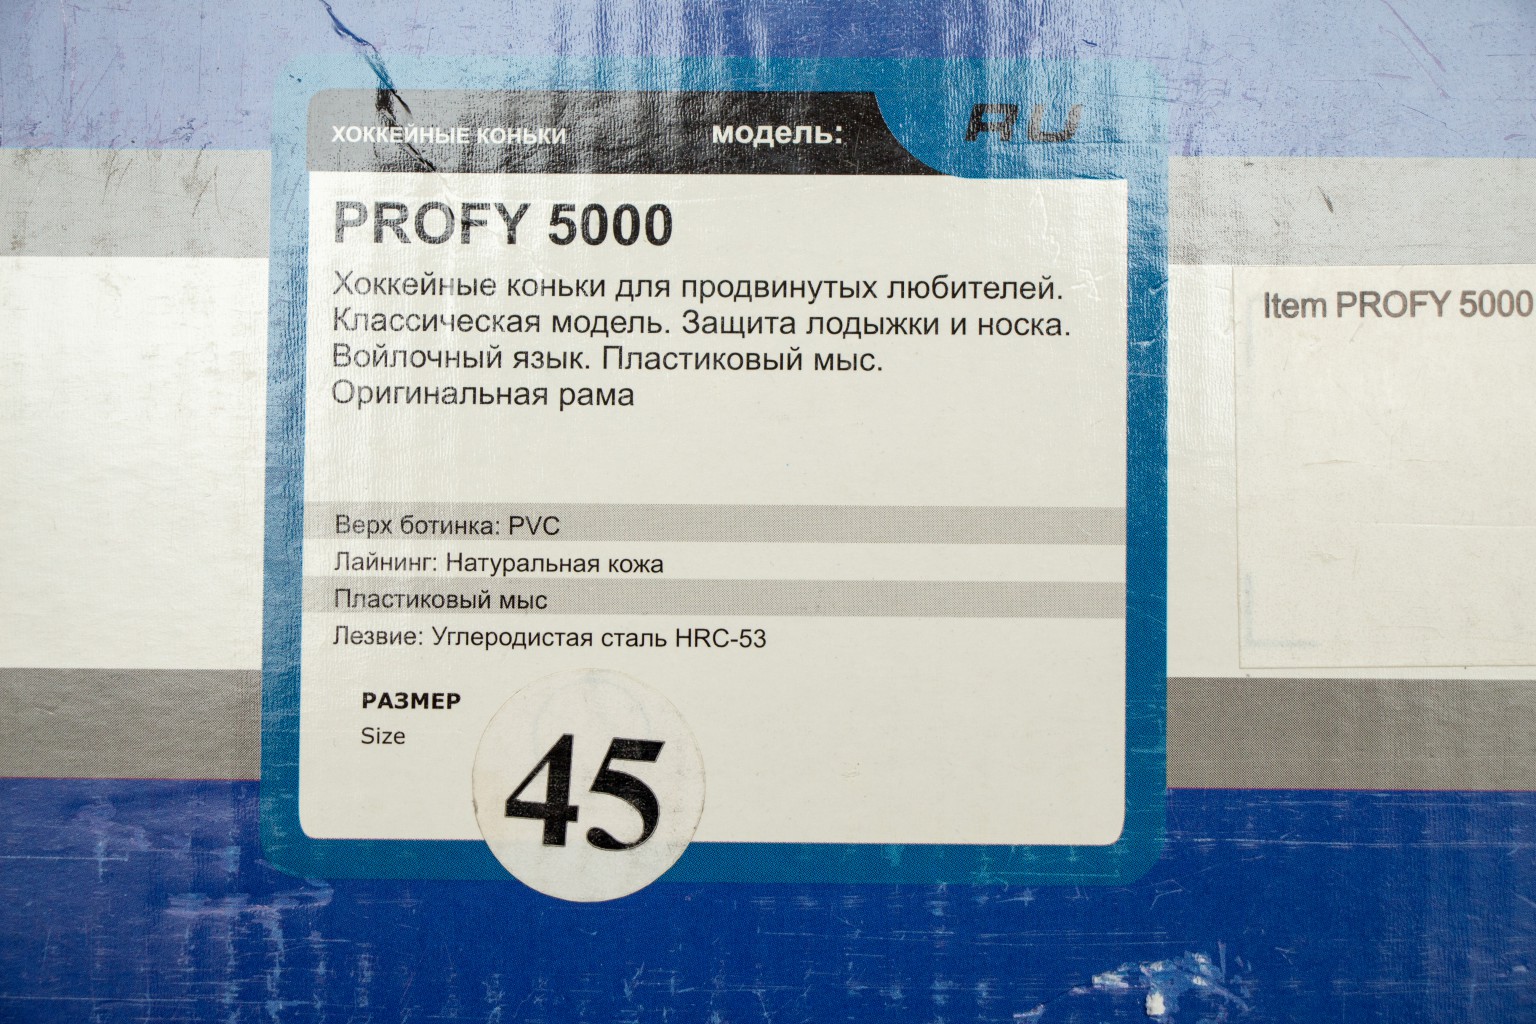 ХОККЕЙНЫЕ КОНЬКИ модель: RU
PROFY 5000
Хоккейные коньки для продвинутых любителей.
Классическая модель. Защита лодыжки и носка.
Войлочный язык. Пластиковый мыс.
Оригинальная рама
Верх ботинка: PVC
Лайнинг: Натуральная кожа
Пластиковый мыс
Лезвие: Углеродистая сталь HRC-53
РАЗМЕР
Size
45
Item PROFY 5000